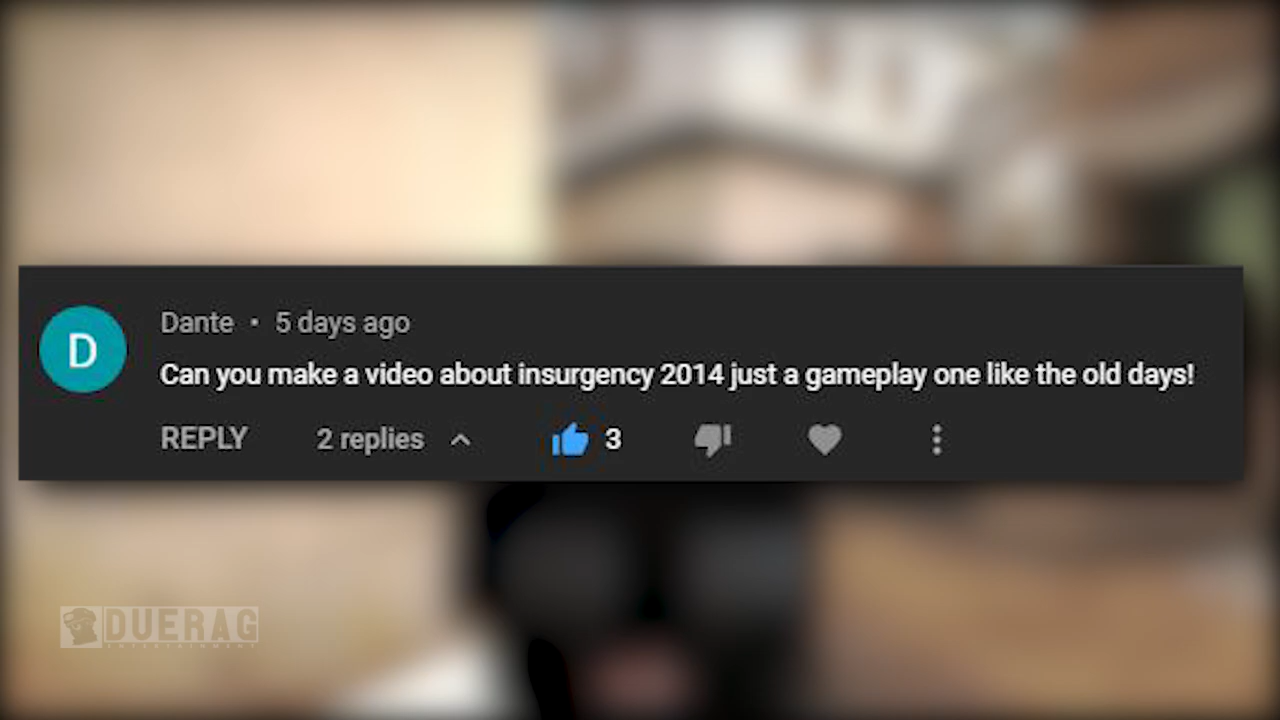 Dante • 5 days ago
Can you make a video about insurgency 2014 just a gameplay one like the old days!
REPLY 2 replies 3
D
DUERAG
ENTERTAINMENT